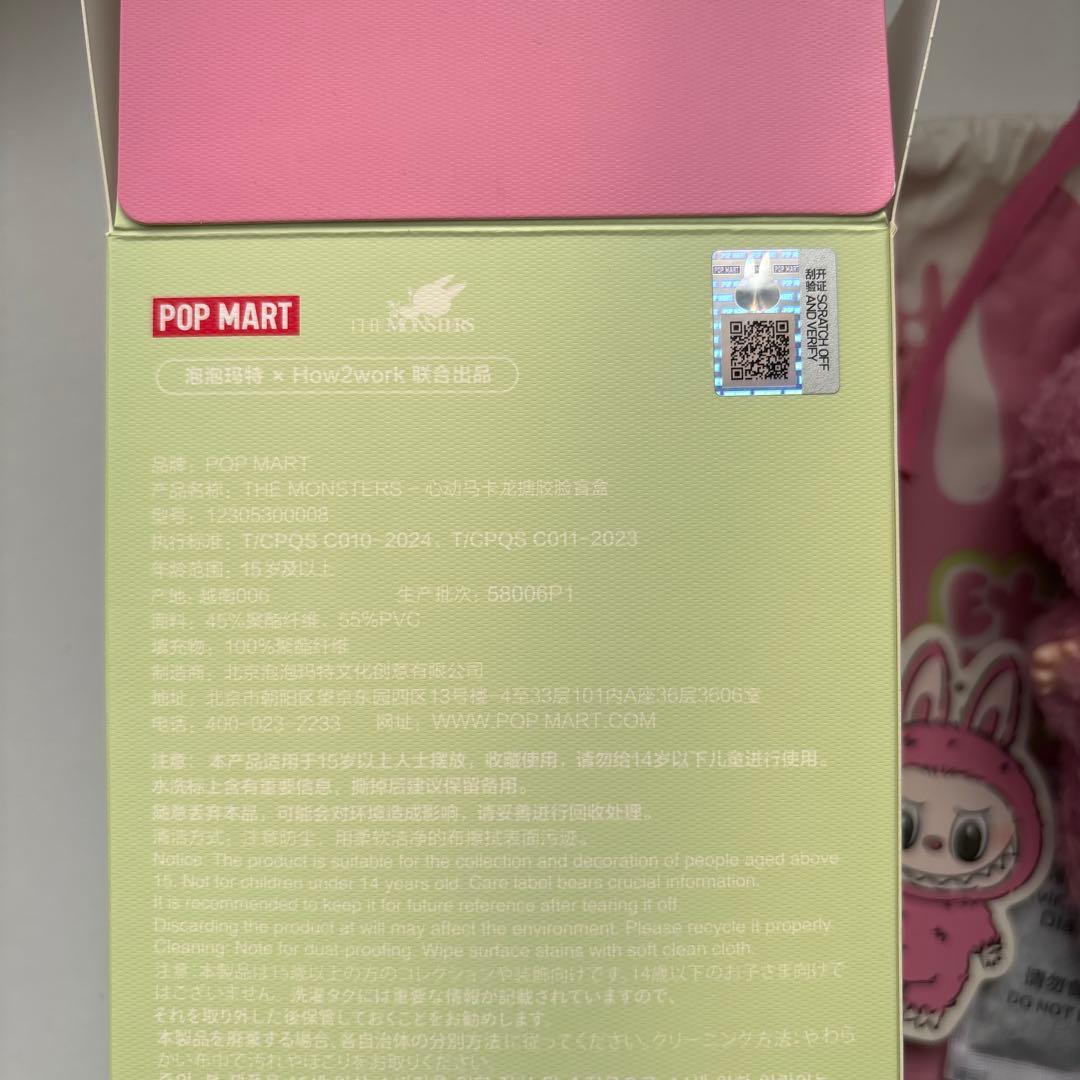 POP MART
THE MONSTERS
泡泡玛特 × How2work 联合出品
POP MART
POP MART
开证 SCRATCH OFF
刮验 AND VERIFY
品牌：POP MART
产品名称：THE MONSTERS – 心动马卡龙搪胶脸盲盒
型号：12305300008
执行标准：T/CPQS C010-2024、T/CPQS C011-2023
年龄范围：15岁及以上
产地：越南006 生产批次：58006P1
面料：45%聚酯纤维、55%PVC
填充物：100%聚酯纤维
制造商：北京泡泡玛特文化创意有限公司
地址：北京市朝阳区望京东园四区13号楼-4至33层101内A座36层3606室
电话：400-023-2233 网址：WWW.POP MART.COM
注意：本产品适用于15岁以上人士摆放，收藏使用，请勿给14岁以下儿童进行使用。
水洗标上含有重要信息，撕掉后建议保留备用。
随意丢弃本品，可能会对环境造成影响，请妥善进行回收处理。
清洁方式：注意防尘，用柔软洁净的布擦拭表面污迹。
Notice: The product is suitable for the collection and decoration of people aged above
15. Not for children under 14 years old. Care label bears crucial information.
It is recommended to keep it for future reference after tearing it off
Discarding the product at will may affect the environment. Please recycle it properly
Cleaning: Note for dust-proofing. Wipe surface stains with soft clean cloth.
注意:本製品は15歳以上の方のコレクションや装飾向けです。14歳以下のお子さま向けで
はございません。洗濯タグには重要な情報が記載されていますので、
それを取り外した後保管しておくことをお勧めします。
本製品を廃棄する場合、各自治体の分別方法に従ってください。クリーニング方法:やわら
かい布巾で汚れやほこりをお取りください。
请勿
DO NOT